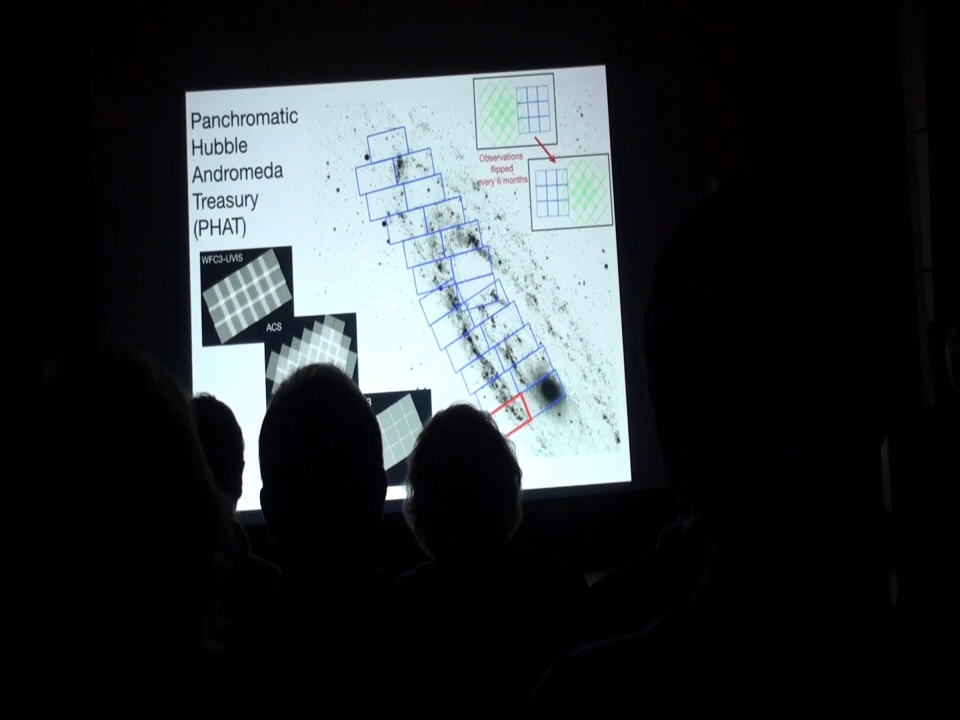 Panchromatic
Hubble
Andromeda
Treasury
(PHAT)
Observations
flipped
every 6 months
WFC3-UVIS
ACS